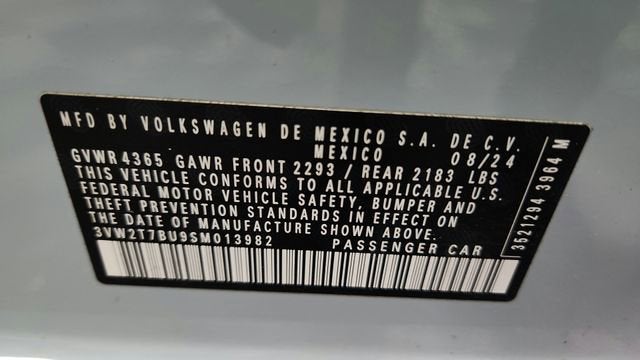 MFD BY VOLKSWAGEN DE MEXICO S.A. DE C.V.
MEXICO 08/24
GVWR 4365 GAWR FRONT 2293 / REAR 2183 LBS
THIS VEHICLE CONFORMS TO ALL APPLICABLE U.S.
FEDERAL MOTOR VEHICLE SAFETY, BUMPER AND
THEFT PREVENTION STANDARDS IN EFFECT ON
THE DATE OF MANUFACTURE SHOWN ABOVE.
3VW2T7BU9SM013982 PASSENGER CAR
3521294 3964 M